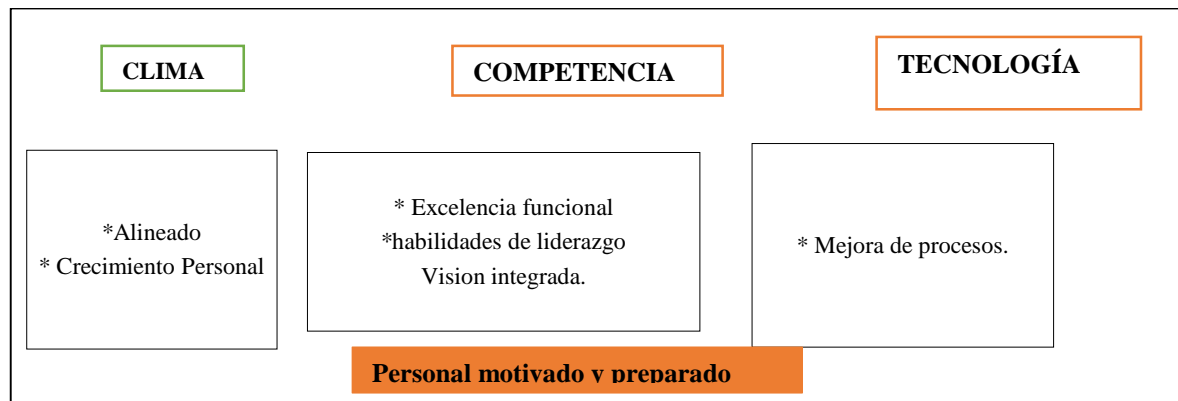 CLIMA
COMPETENCIA
TECNOLOGÍA
*Alineado
* Crecimiento Personal
* Excelencia funcional
*habilidades de liderazgo
Vision integrada.
* Mejora de procesos.
Personal motivado y preparado